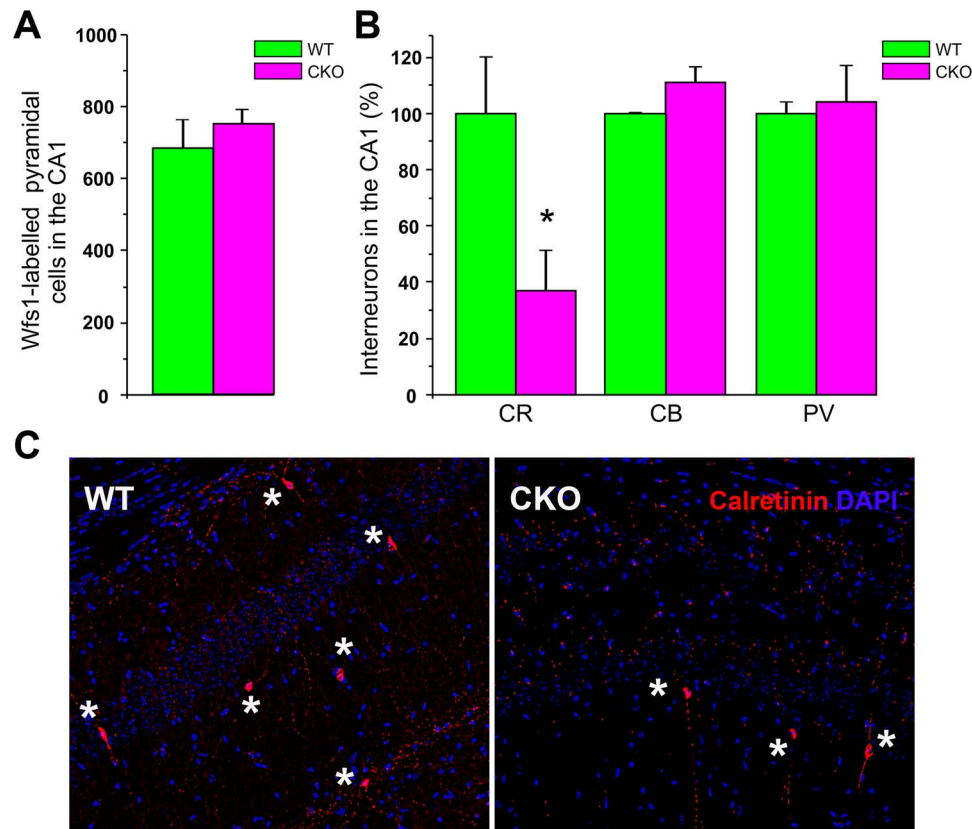 A
Wfs1-labelled pyramidal
cells in the CA1
1000
800
600
400
200
0
WT
CKO
B
Interneurons in the CA1 (%)
120
100
80
60
40
20
0
*
WT
CKO
CR CB PV
C
WT
*
*
*
*
*
*
CKO
Calretinin DAPI
*
*
*